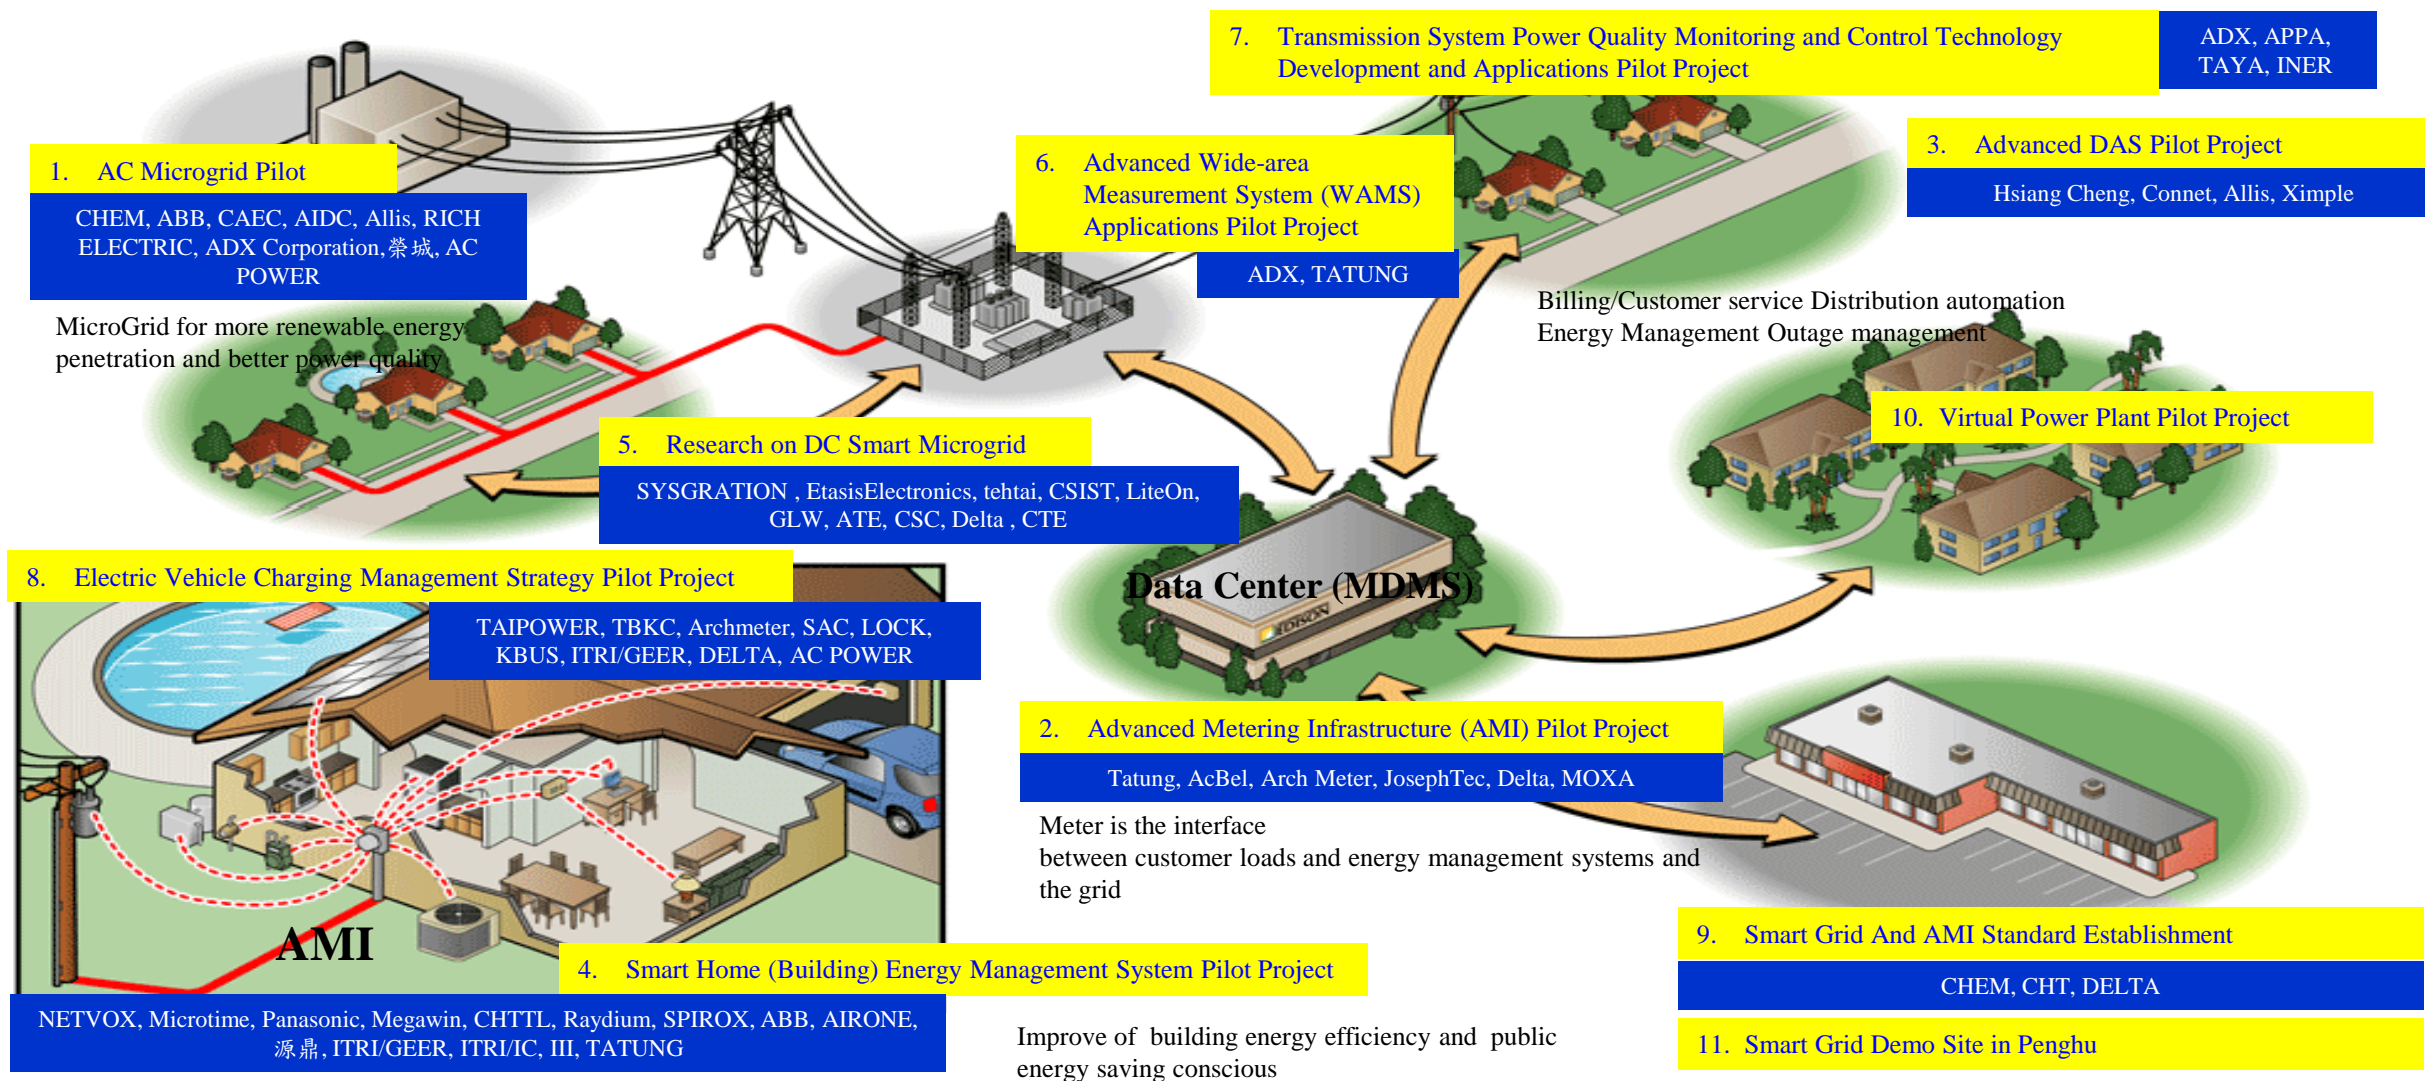 7. Transmission System Power Quality Monitoring and Control Technology
Development and Applications Pilot Project
ADX, APPA,
TAYA, INER
1. AC Microgrid Pilot
CHEM, ABB, CAEC, AIDC, Allis, RICH
ELECTRIC, ADX Corporation,榮城, AC
POWER
MicroGrid for more renewable energy
penetration and better power quality
6. Advanced Wide-area
Measurement System (WAMS)
Applications Pilot Project
ADX, TATUNG
3. Advanced DAS Pilot Project
Hsiang Cheng, Connet, Allis, Ximple
Billing/Customer service Distribution automation
Energy Management Outage management
10. Virtual Power Plant Pilot Project
5. Research on DC Smart Microgrid
SYSGRATION , EtasisElectronics, tehtai, CSIST, LiteOn,
GLW, ATE, CSC, Delta , CTE
8. Electric Vehicle Charging Management Strategy Pilot Project
TAIPOWER, TBKC, Archmeter, SAC, LOCK,
KBUS, ITRI/GEER, DELTA, AC POWER
Data Center (MDMS)
EDISON
2. Advanced Metering Infrastructure (AMI) Pilot Project
Tatung, AcBel, Arch Meter, JosephTec, Delta, MOXA
Meter is the interface
between customer loads and energy management systems and
the grid
AMI
4. Smart Home (Building) Energy Management System Pilot Project
NETVOX, Microtime, Panasonic, Megawin, CHTTL, Raydium, SPIROX, ABB, AIRONE,
源鼎, ITRI/GEER, ITRI/IC, III, TATUNG
Improve of building energy efficiency and public
energy saving conscious
9. Smart Grid And AMI Standard Establishment
CHEM, CHT, DELTA
11. Smart Grid Demo Site in Penghu